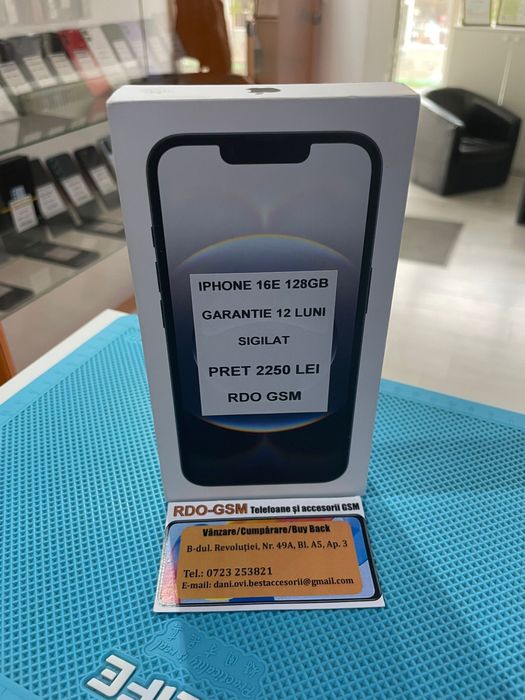 IPHONE 16E 128GB
GARANTIE 12 LUNI
SIGILAT
PRET 2250 LEI
RDO GSM
RDO-GSM Telefoane și accesorii GSM
Vânzare/Cumpărare/Buy Back
B-dul. Revoluției, Nr. 49A, Bl. A5, Ap. 3
Tel.: 0723 253821
E-mail: dani.ovi.bestaccesorii@gmail.com